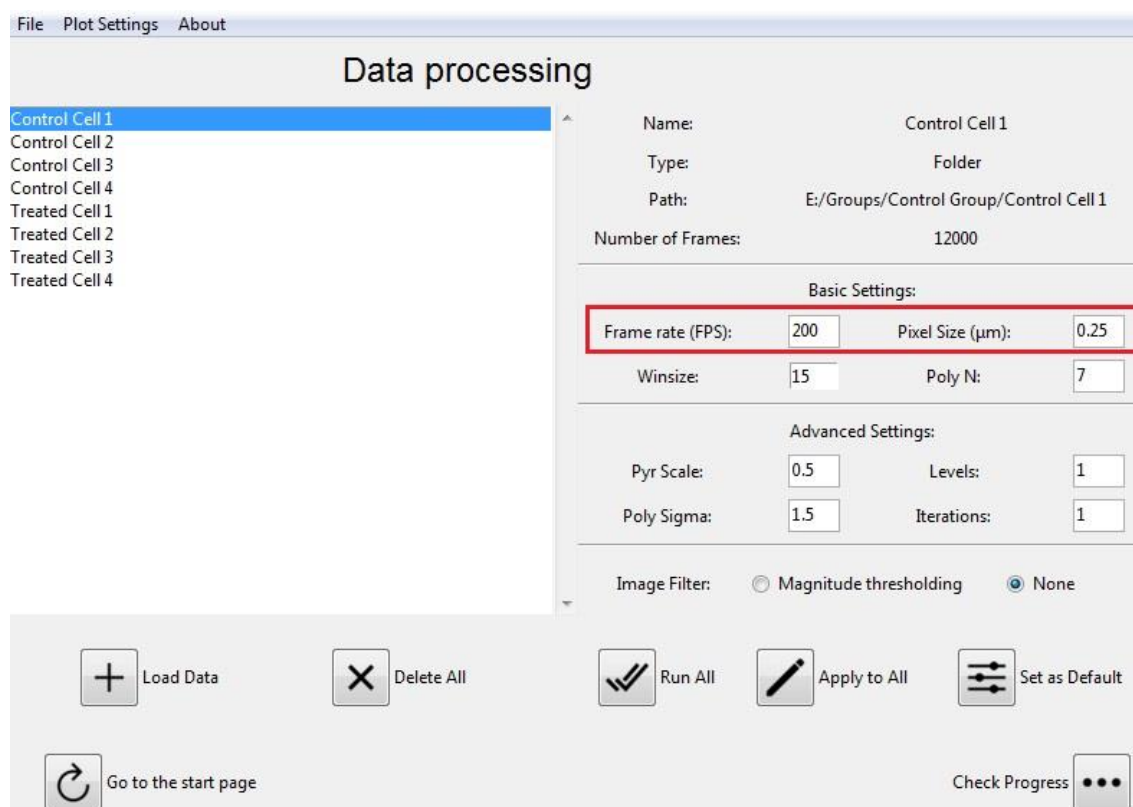 File Plot Settings About
Data processing
Control Cell 1
Control Cell 2
Control Cell 3
Control Cell 4
Treated Cell 1
Treated Cell 2
Treated Cell 3
Treated Cell 4
Name: Control Cell 1
Type: Folder
Path: E:/Groups/Control Group/Control Cell 1
Number of Frames: 12000
Basic Settings:
Frame rate (FPS): 200 Pixel Size (µm): 0.25
Winsize: 15 Poly N: 7
Advanced Settings:
Pyr Scale: 0.5 Levels: 1
Poly Sigma: 1.5 Iterations: 1
Image Filter: Magnitude thresholding None
Load Data Delete All Run All Apply to All Set as Default
Go to the start page Check Progress